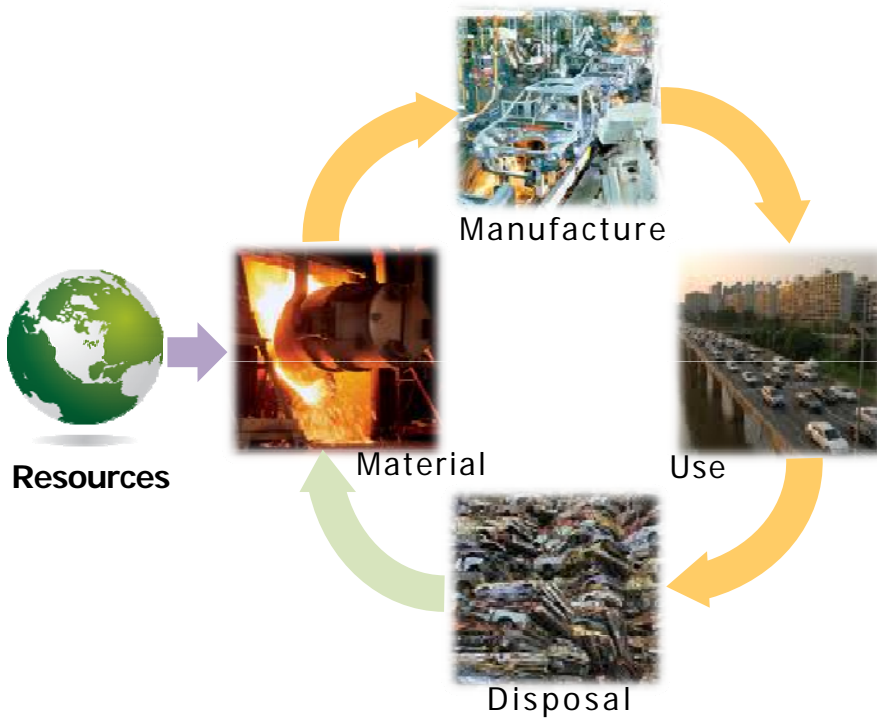 Manufacture
Resources
Material
Use
Disposal